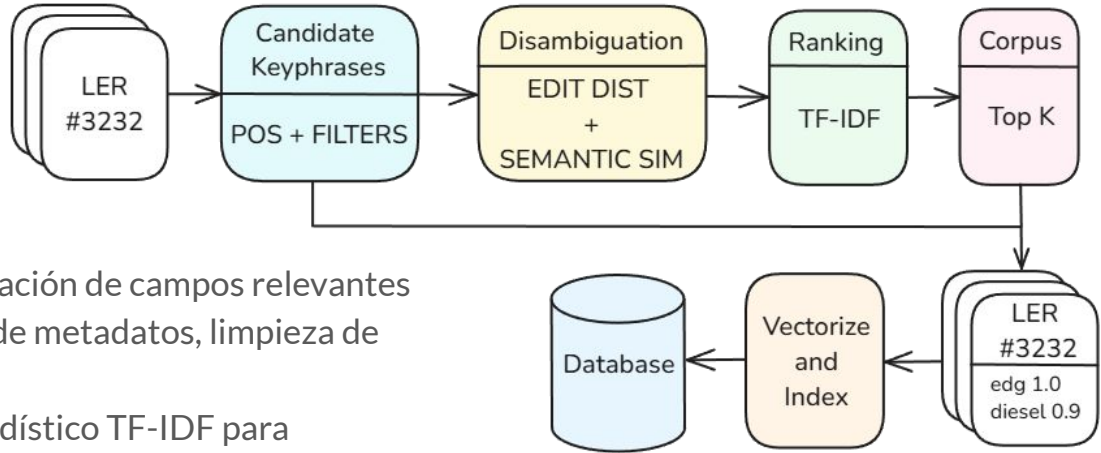 LER
#3232
Candidate
Keyphrases
POS + FILTERS
Disambiguation
EDIT DIST
+
SEMANTIC SIM
Ranking
TF-IDF
Corpus
Top K
ación de campos relevantes
de metadatos, limpieza de
dístico TF-IDF para
Database
Vectorize
and
Index
LER
#3232
edg 1.0
diesel 0.9